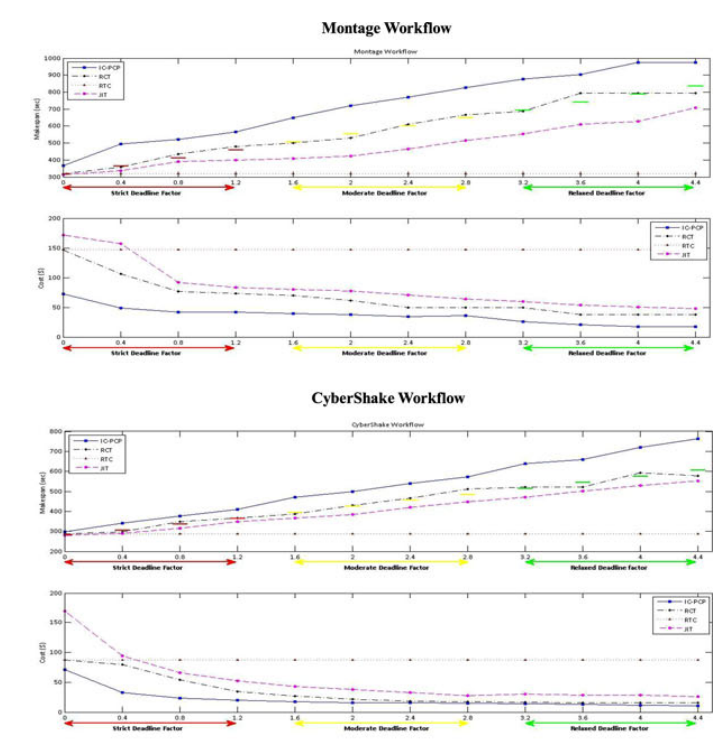 Montage Workflow
Montage Workflow
1000
900
800
700
600
500
400
300
Makespan (sec)
IC-PCP
RCT
RTC
JIT
0 0.4 0.8 1.2 1.6 2 2.4 2.8 3.2 3.6 4 4.4
Strict Deadline Factor Moderate Deadline Factor Relaxed Deadline factor
200
150
100
50
0
Cost ($)
IC-PCP
RCT
RTC
JIT
0 0.4 0.8 1.2 1.6 2 2.4 2.8 3.2 3.6 4 4.4
Strict Deadline Factor Moderate Deadline Factor Relaxed Deadline Factor
CyberShake Workflow
CyberShake Workflow
800
700
600
500
400
300
200
Makespan (sec)
IC-PCP
RCT
RTC
JIT
0 0.4 0.8 1.2 1.6 2 2.4 2.8 3.2 3.6 4 4.4
Strict Deadline Factor Moderate Deadline Factor Relaxed Deadline Factor
200
150
100
50
0
Cost ($)
IC-PCP
RCT
RTC
JIT
0 0.4 0.8 1.2 1.6 2 2.4 2.8 3.2 3.6 4 4.4
Strict Deadline Factor Moderate Deadline Factor Relaxed Deadline Factor